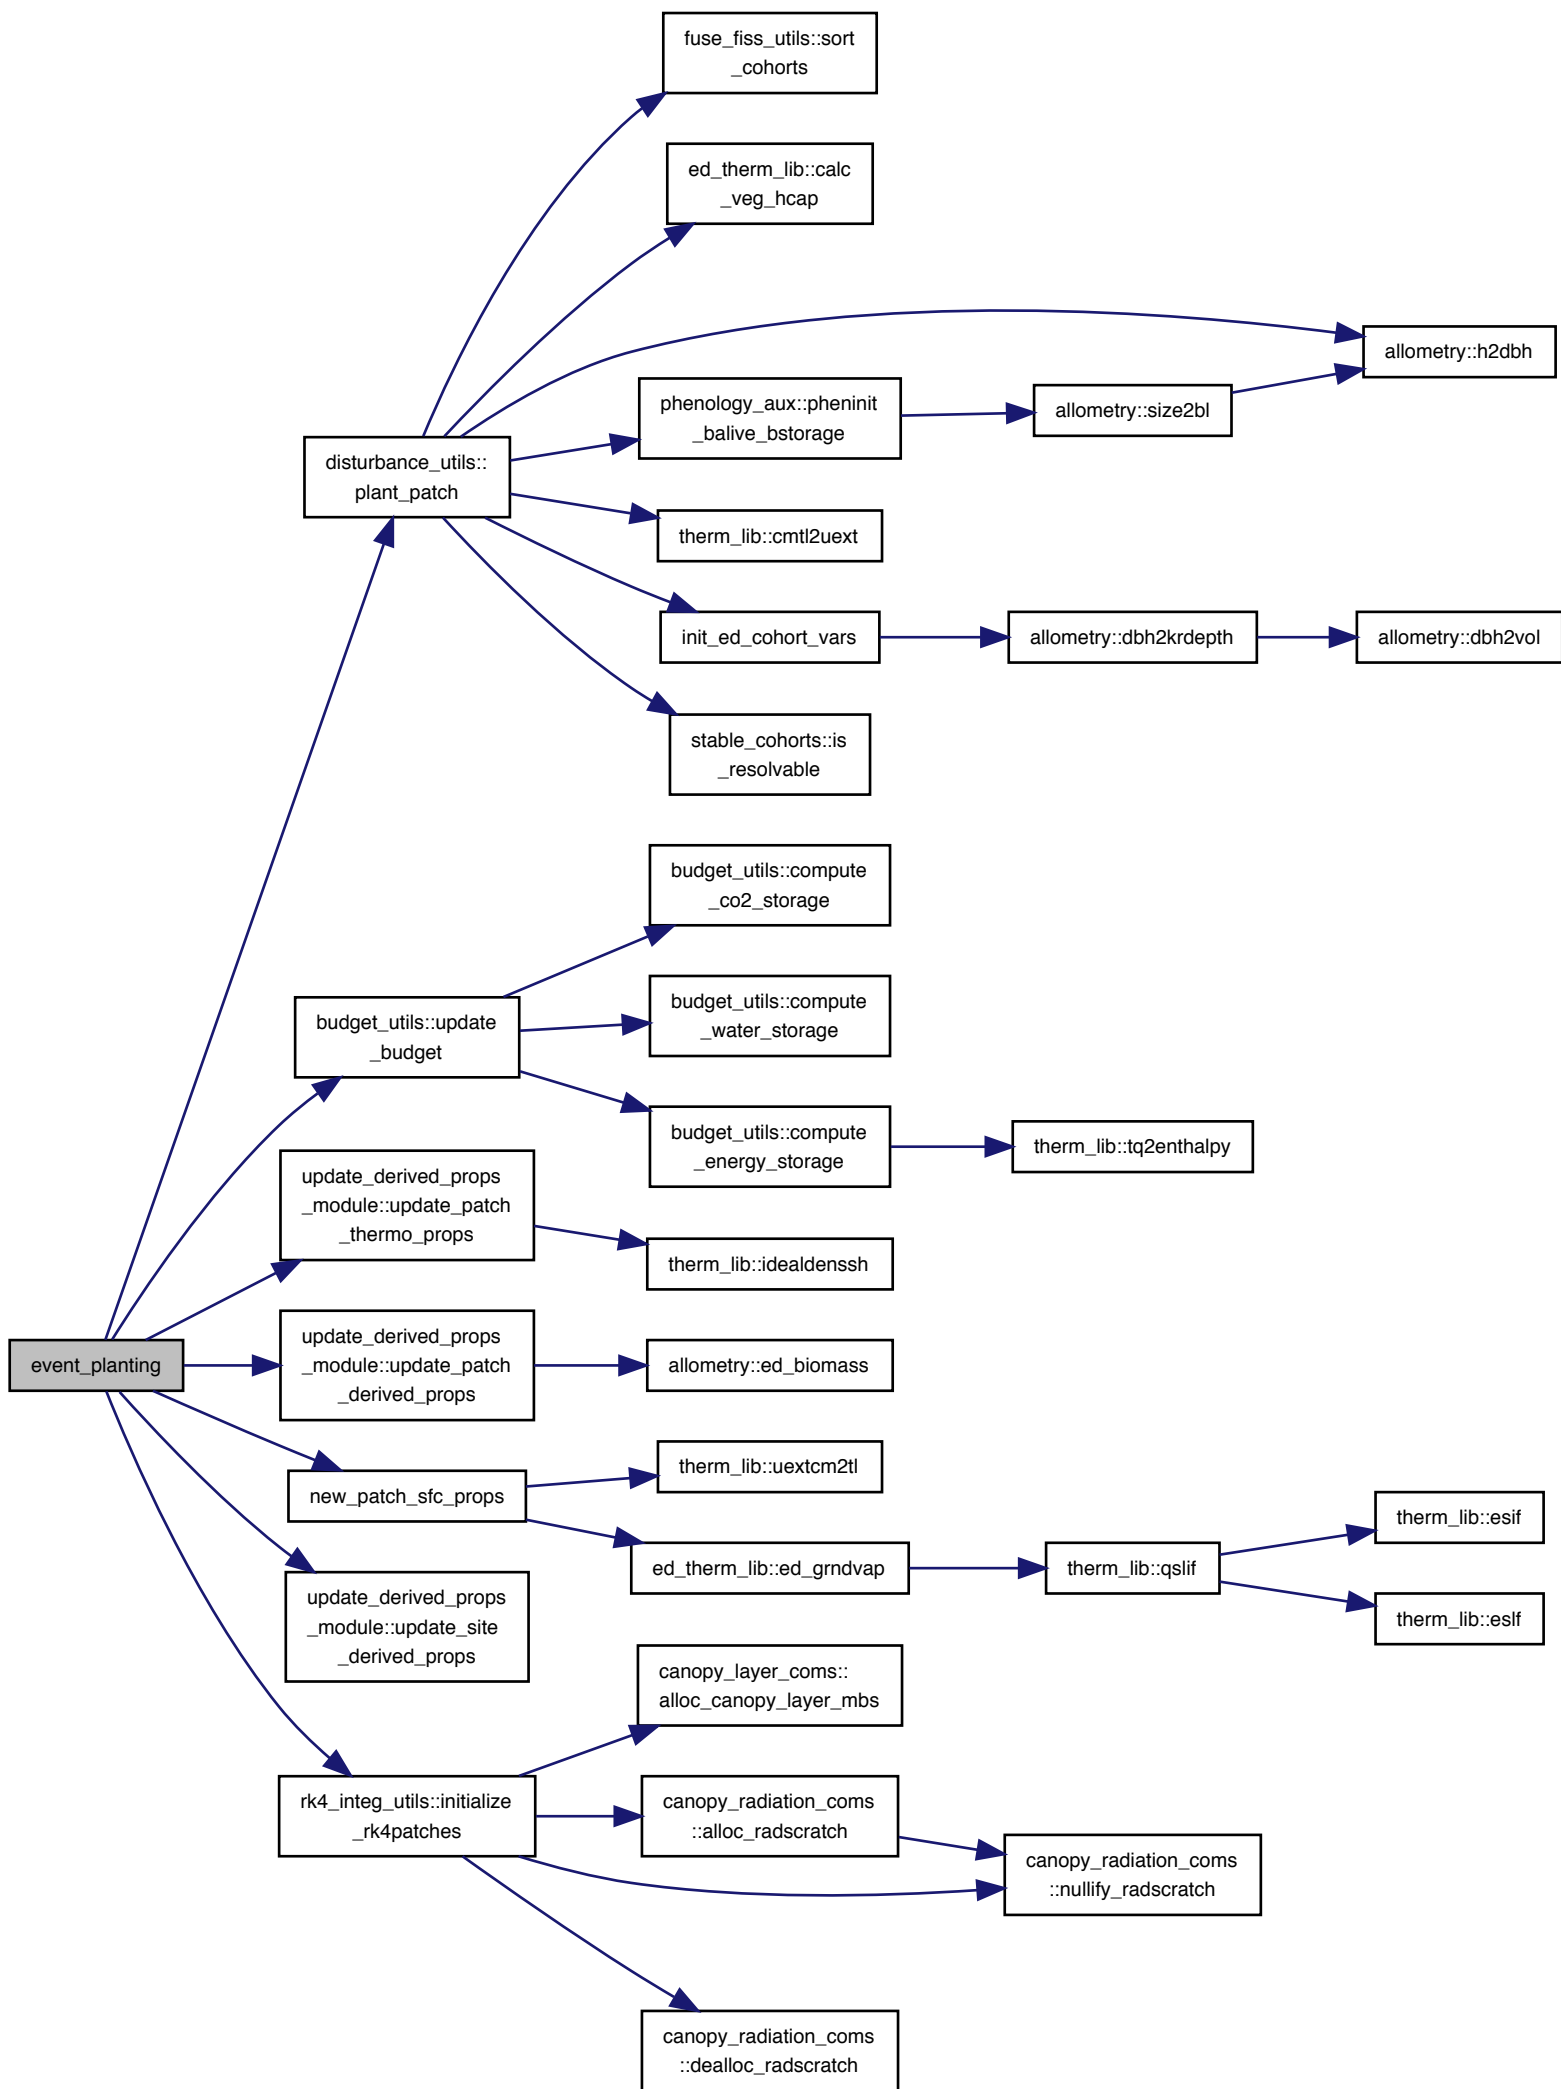 fuse_fiss_utils::sort
_cohorts
ed_therm_lib::calc
_veg_hcap
allometry::h2dbh
phenology_aux::pheninit
_balive_bstorage
allometry::size2bl
disturbance_utils::
plant_patch
therm_lib::cmtl2uext
init_ed_cohort_vars
allometry::dbh2krdepth
allometry::dbh2vol
stable_cohorts::is
_resolvable
budget_utils::compute
_co2_storage
budget_utils::update
_budget
budget_utils::compute
_water_storage
budget_utils::compute
_energy_storage
therm_lib::tq2enthalpy
update_derived_props
_module::update_patch
_thermo_props
therm_lib::idealdenssh
event_planting
update_derived_props
_module::update_patch
_derived_props
allometry::ed_biomass
new_patch_sfc_props
therm_lib::uextcm2tl
ed_therm_lib::ed_grndvap
therm_lib::qslif
therm_lib::esif
therm_lib::eslf
update_derived_props
_module::update_site
_derived_props
canopy_layer_coms::
alloc_canopy_layer_mbs
rk4_integ_utils::initialize
_rk4patches
canopy_radiation_coms
::alloc_radscratch
canopy_radiation_coms
::nullify_radscratch
canopy_radiation_coms
::dealloc_radscratch